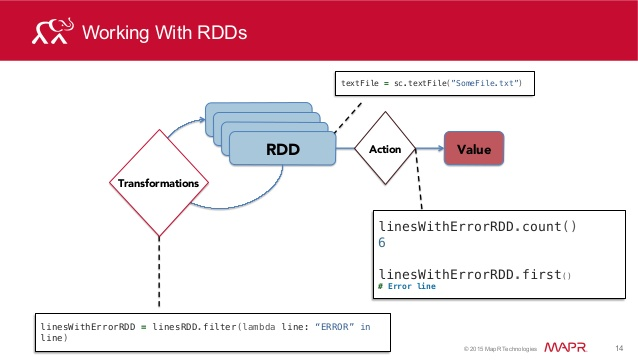 Working With RDDs
textFile = sc.textFile("SomeFile.txt")
RDD
Action
Value
Transformations
linesWithErrorRDD.count()
6
linesWithErrorRDD.first()
# Error line
linesWithErrorRDD = linesRDD.filter(lambda line: “ERROR” in
line)
© 2015 MapR Technologies
MAPR
14